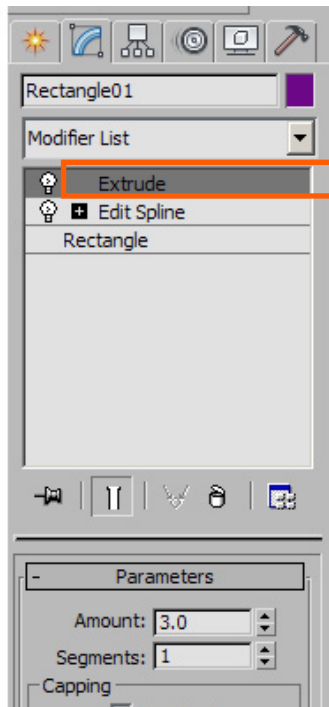 Rectangle01
Modifier List
Extrude
Edit Spline
Rectangle
- Parameters
Amount: 3.0
Segments: 1
Capping